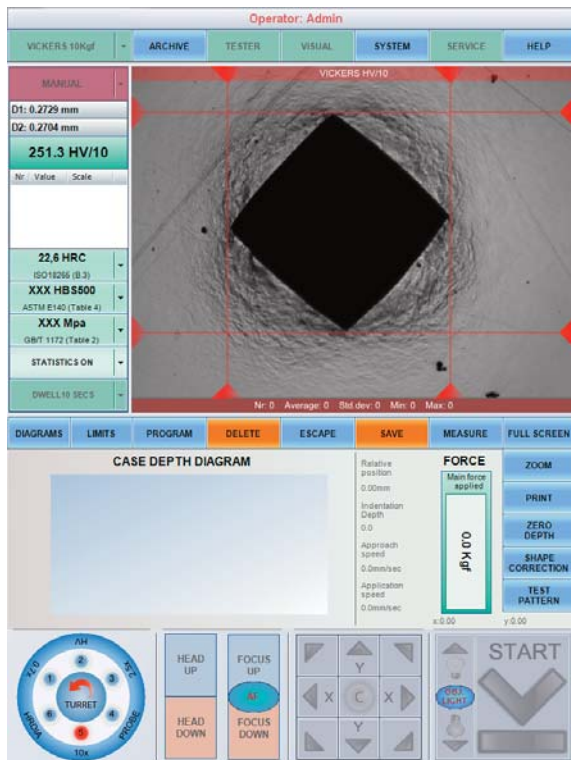 Operator: Admin
VICKERS 10Kgf
ARCHIVE
TESTER
VISUAL
SYSTEM
SERVICE
HELP
MANUAL
D1: 0.2729 mm
D2: 0.2704 mm
251.3 HV/10
Nr Value Scale
22,6 HRC
ISO18265 (B.3)
XXX HBS500
ASTM E140 (Table 4)
XXX Mpa
GB/T 1172 (Table 2)
STATISTICS ON
DWELL10 SECS
VICKERS HV/10
Nr: 0 Average: 0 Std.dev: 0 Min: 0 Max: 0
DIAGRAMS
LIMITS
PROGRAM
DELETE
ESCAPE
SAVE
MEASURE
FULL SCREEN
CASE DEPTH DIAGRAM
Relative
position
0.00mm
Indentation
Depth
0.0
Approach
speed
0.0mm/sec
Application
speed
0.0mm/sec
FORCE
Main force
applied
0.0 Kgf
x:0.00
y:0.00
ZOOM
PRINT
ZERO
DEPTH
SHAPE
CORRECTION
TEST
PATTERN
HV
0.7x
2.5x
1
2
3
4
5
6
TURRET
HRDIA
PROBE
10x
HEAD
UP
HEAD
DOWN
FOCUS
UP
AF
FOCUS
DOWN
Y
X
C
X
Y
OBJ
LIGHT
START